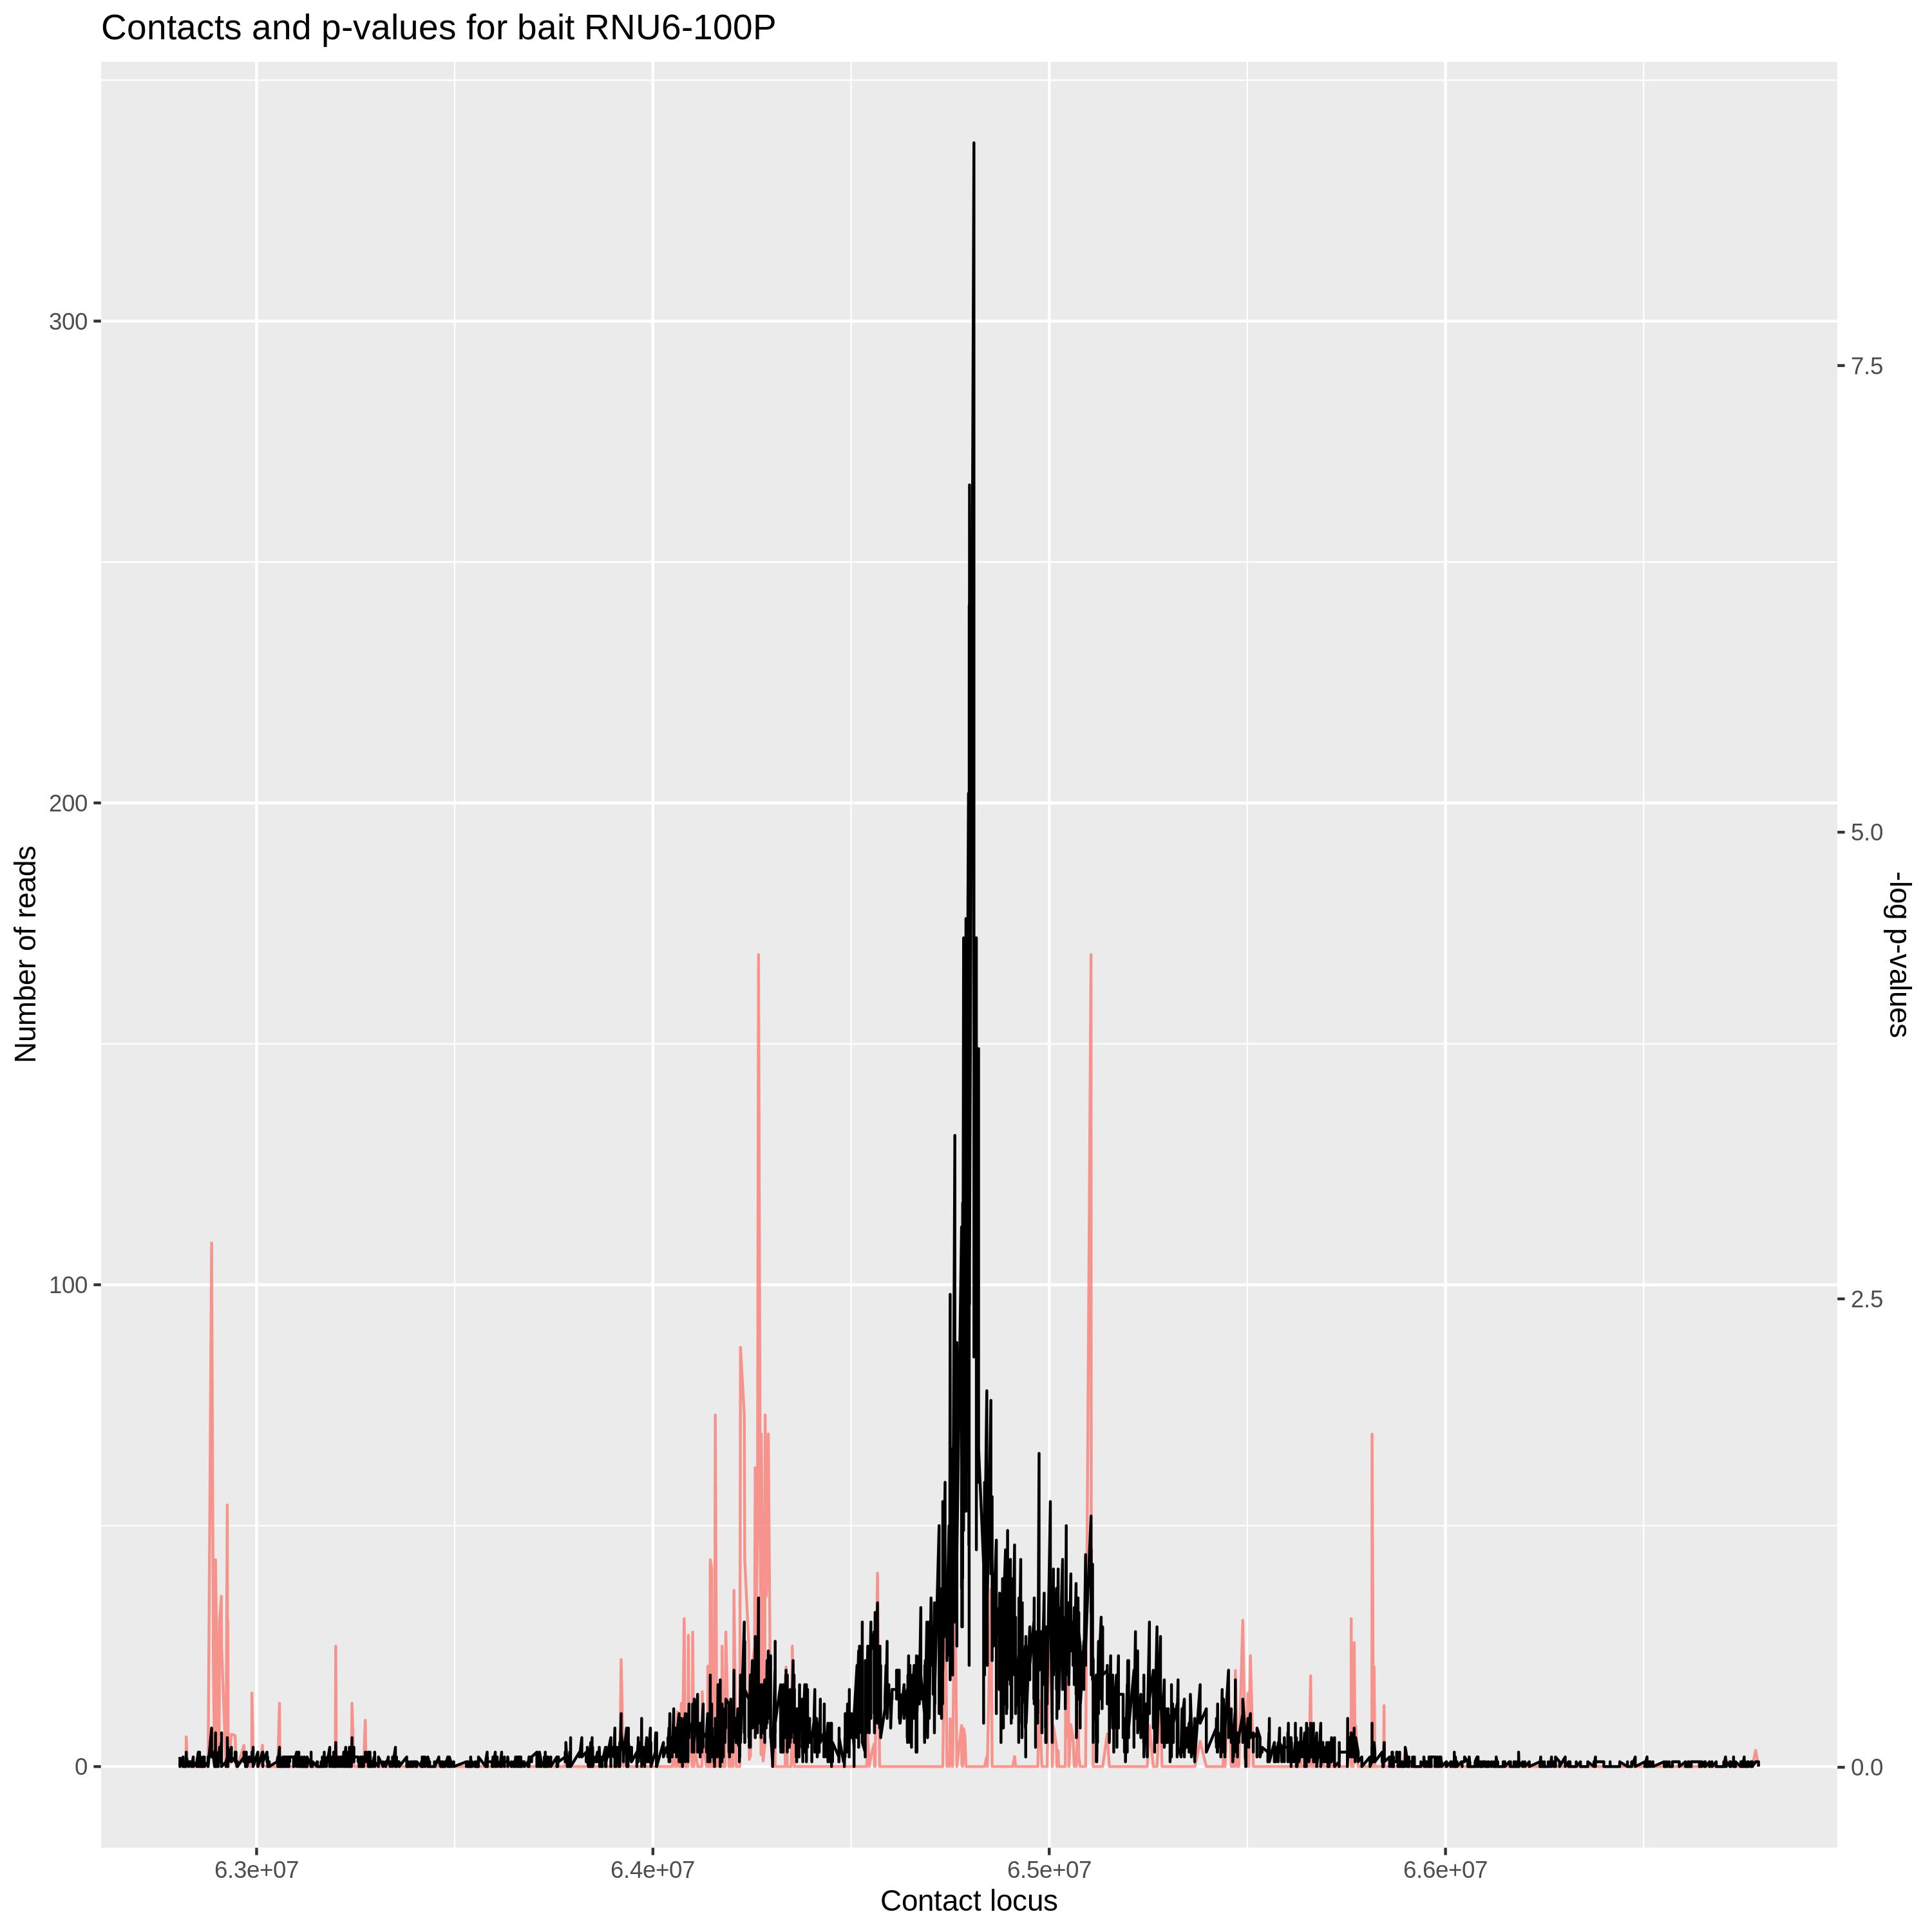 Contacts and p-values for bait RNU6-100P
300
200
100
0
Number of reads
7.5
5.0
2.5
0.0
-log p-values
6.3e+07
6.4e+07
6.5e+07
6.6e+07
Contact locus